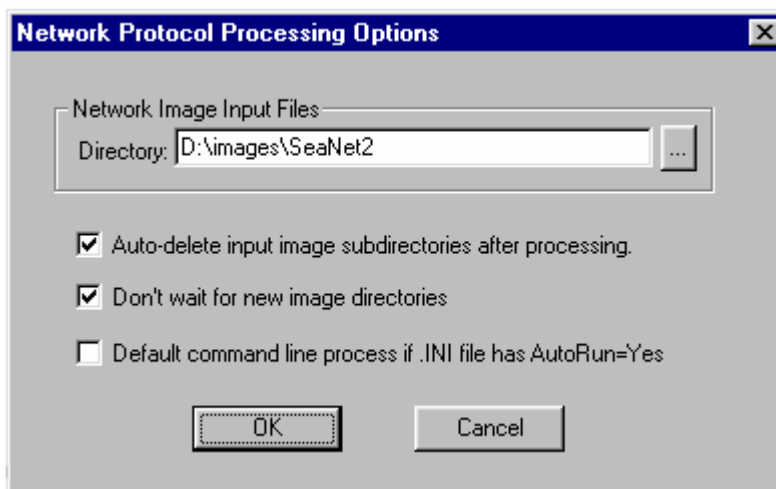 Network Protocol Processing Options
Network Image Input Files
Directory: D:\images\SeaNet2 ...
Auto-delete input image subdirectories after processing.
Don't wait for new image directories
Default command line process if .INI file has AutoRun=Yes
OK Cancel